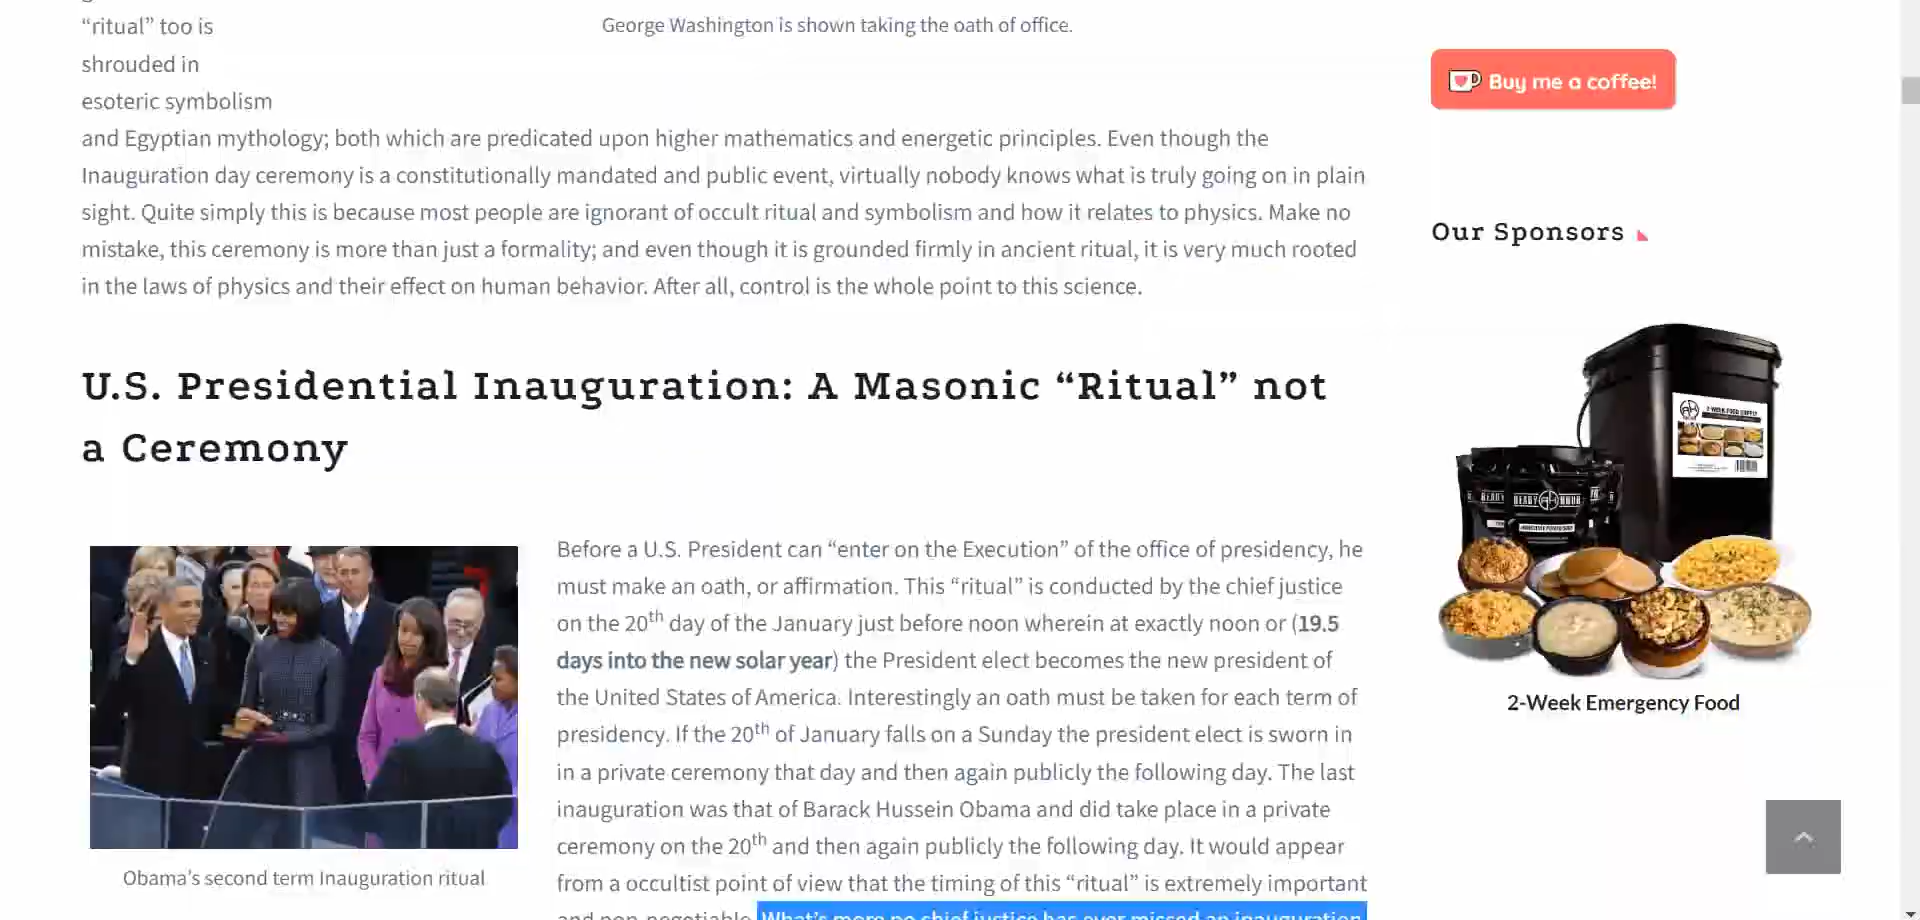 “ritual” too is
George Washington is shown taking the oath of office.
shrouded in
esoteric symbolism
and Egyptian mythology; both which are predicated upon higher mathematics and energetic principles. Even though the
Inauguration day ceremony is a constitutionally mandated and public event, virtually nobody knows what is truly going on in plain
sight. Quite simply this is because most people are ignorant of occult ritual and symbolism and how it relates to physics. Make no
mistake, this ceremony is more than just a formality; and even though it is grounded firmly in ancient ritual, it is very much rooted
in the laws of physics and their effect on human behavior. After all, control is the whole point to this science.
U.S. Presidential Inauguration: A Masonic “Ritual” not
a Ceremony
Before a U.S. President can “enter on the Execution” of the office of presidency, he
must make an oath, or affirmation. This “ritual” is conducted by the chief justice
on the 20th day of the January just before noon wherein at exactly noon or (19.5
days into the new solar year) the President elect becomes the new president of
the United States of America. Interestingly an oath must be taken for each term of
presidency. If the 20th of January falls on a Sunday the president elect is sworn in
in a private ceremony that day and then again publicly the following day. The last
inauguration was that of Barack Hussein Obama and did take place in a private
ceremony on the 20th and then again publicly the following day. It would appear
from a occultist point of view that the timing of this “ritual” is extremely important
and non-negotiable. What’s more no chief justice has ever missed an inauguration
Obama’s second term Inauguration ritual
Buy me a coffee!
Our Sponsors
2-WEEK FOOD SUPPLY
READY HOUR
2-Week Emergency Food